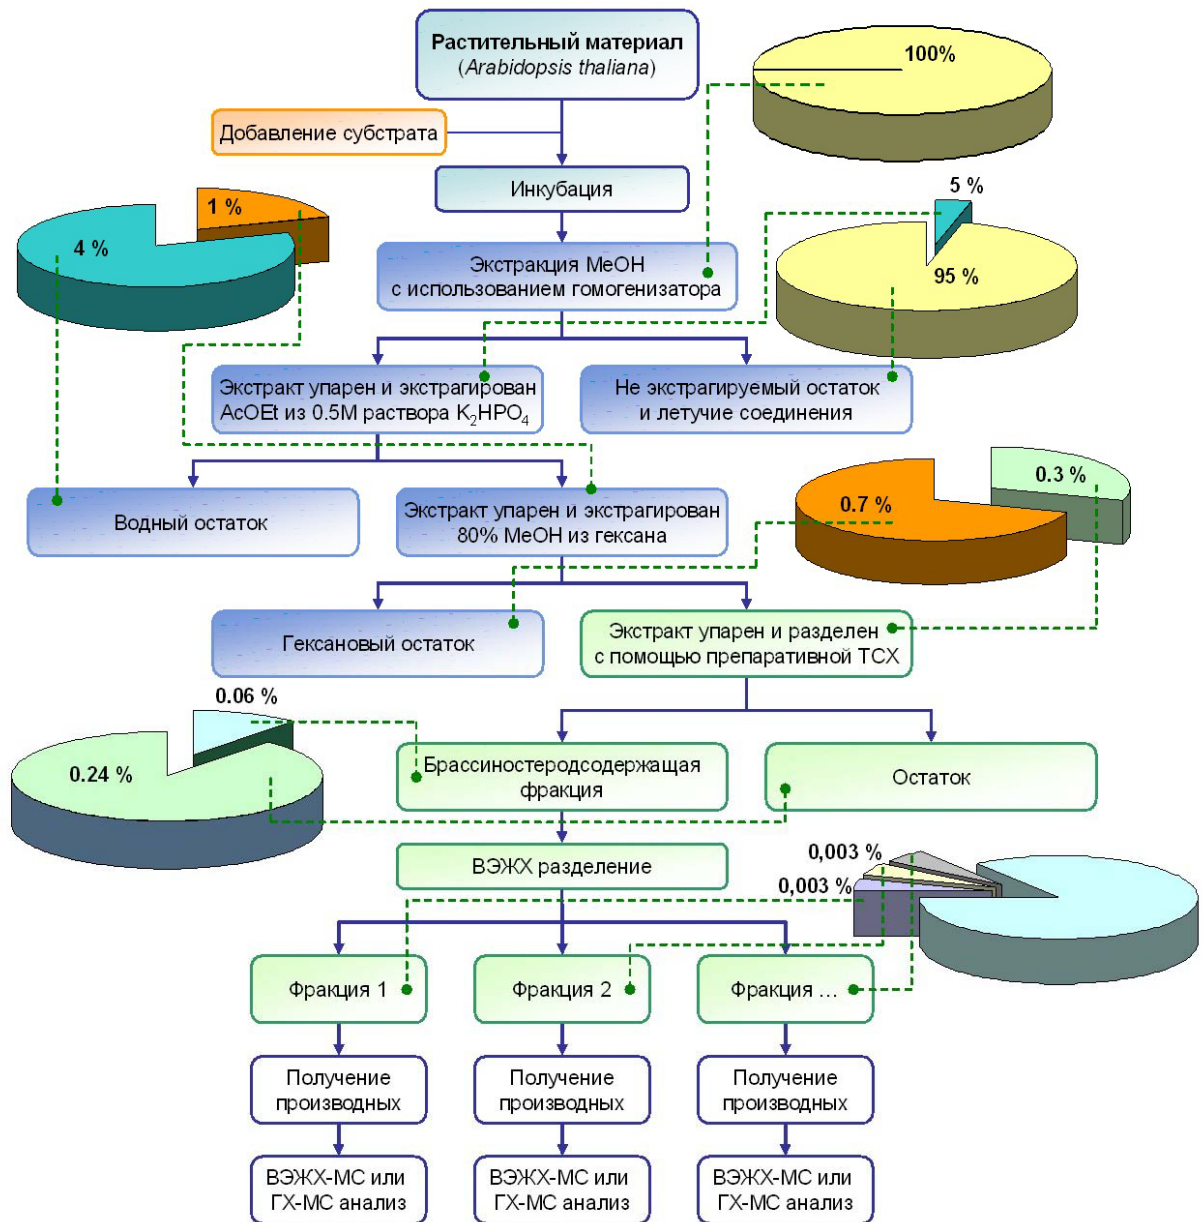 Растительный материал
(Arabidopsis thaliana)
100%
Добавление субстрата
Инкубация
5 %
1 %
4 %
95 %
Экстракция MeOH
с использованием гомогенизатора
Экстракт упарен и экстрагирован
AcOEt из 0.5М раствора K₂HPO₄
Не экстрагируемый остаток
и летучие соединения
0.3 %
0.7 %
Водный остаток
Экстракт упарен и экстрагирован
80% MeOH из гексана
Гексановый остаток
Экстракт упарен и разделен
с помощью препаративной ТСХ
0.06 %
0.24 %
Брассиностеродсодержащая
фракция
Остаток
ВЭЖХ разделение
0,003 %
0,003 %
Фракция 1
Фракция 2
Фракция ...
Получение
производных
Получение
производных
Получение
производных
ВЭЖХ-МС или
ГХ-МС анализ
ВЭЖХ-МС или
ГХ-МС анализ
ВЭЖХ-МС или
ГХ-МС анализ